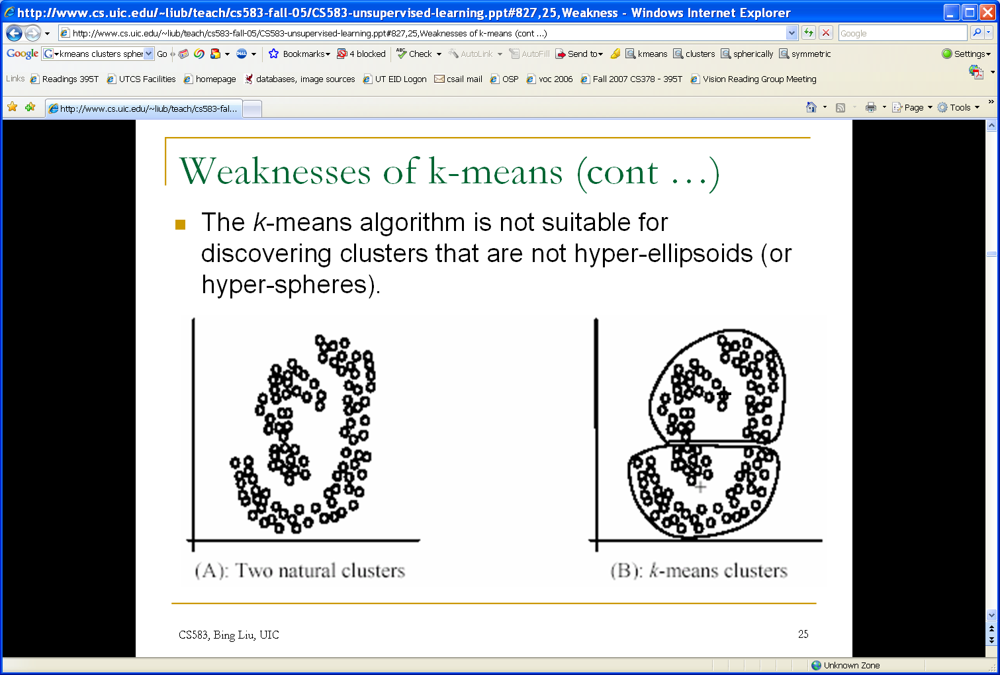 http://www.cs.uic.edu/~liub/teach/cs583-fall-05/CS583-unsupervised-learning.ppt#827,25,Weakness - Windows Internet Explorer
http://www.cs.uic.edu/~liub/teach/cs583-fall-05/CS583-unsupervised-learning.ppt#827,25,Weaknesses of k-means (cont ...)
Google
Google G kmeans clusters spher Go DELL Bookmarks 4 blocked ABC Check AutoLink AutoFill Send to kmeans clusters spherically symmetric Settings
Links Readings 395T UTCS Facilities homepage databases, image sources UT EID Logon csail mail OSP voc 2006 Fall 2007 CS378 - 395T Vision Reading Group Meeting
http://www.cs.uic.edu/~liub/teach/cs583-fal... Page Tools
Weaknesses of k-means (cont ...)
The k-means algorithm is not suitable for
discovering clusters that are not hyper-ellipsoids (or
hyper-spheres).
(A): Two natural clusters
(B): k-means clusters
CS583, Bing Liu, UIC
25
Unknown Zone